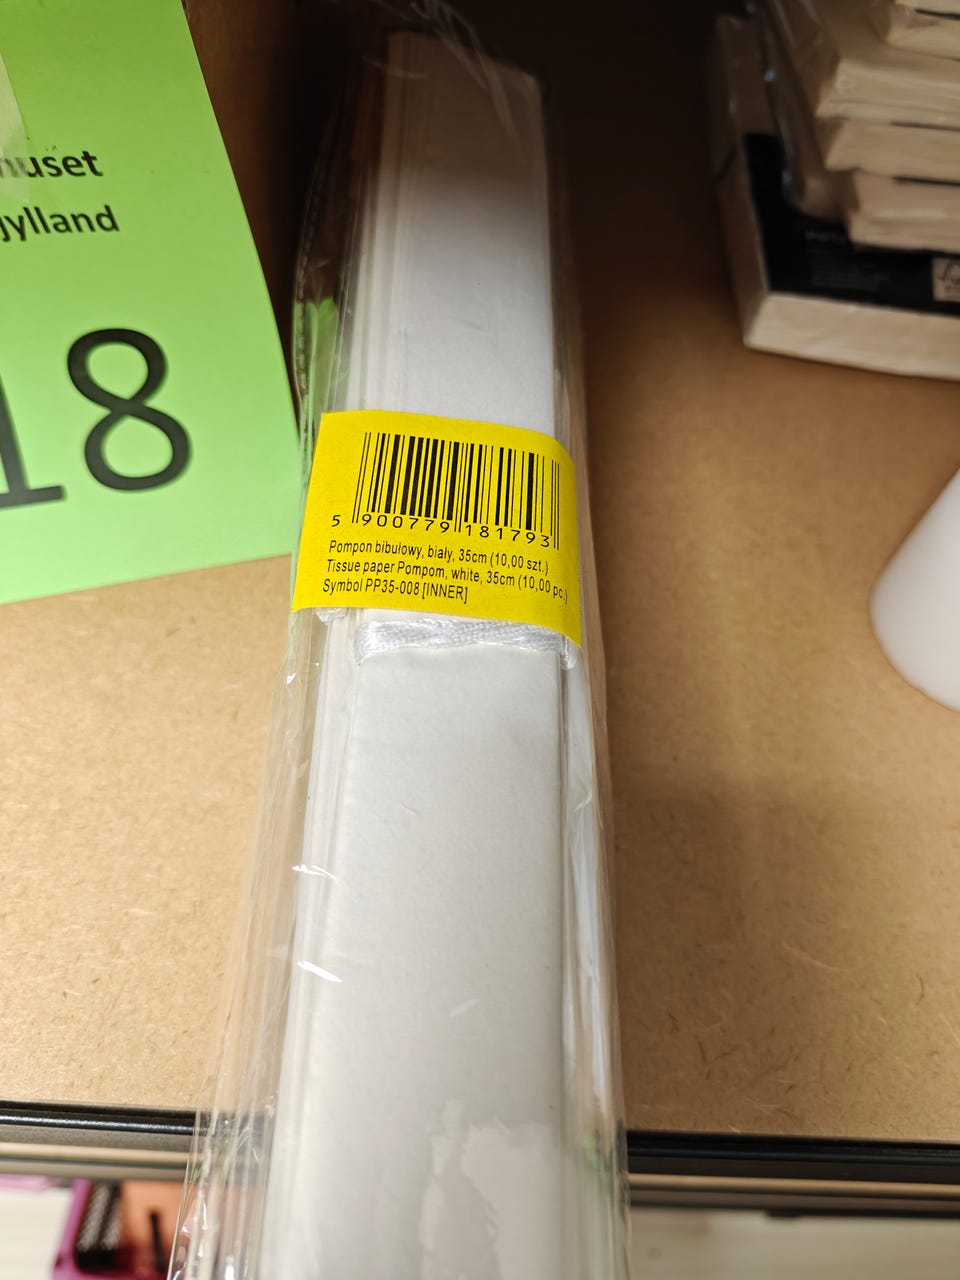 jylland
18
5 900779 181793
Pompon bibułowy, biały, 35cm (10,00 szt.)
Tissue paper Pompom, white, 35cm (10,00 pc.)
Symbol PP35-008 [INNER]